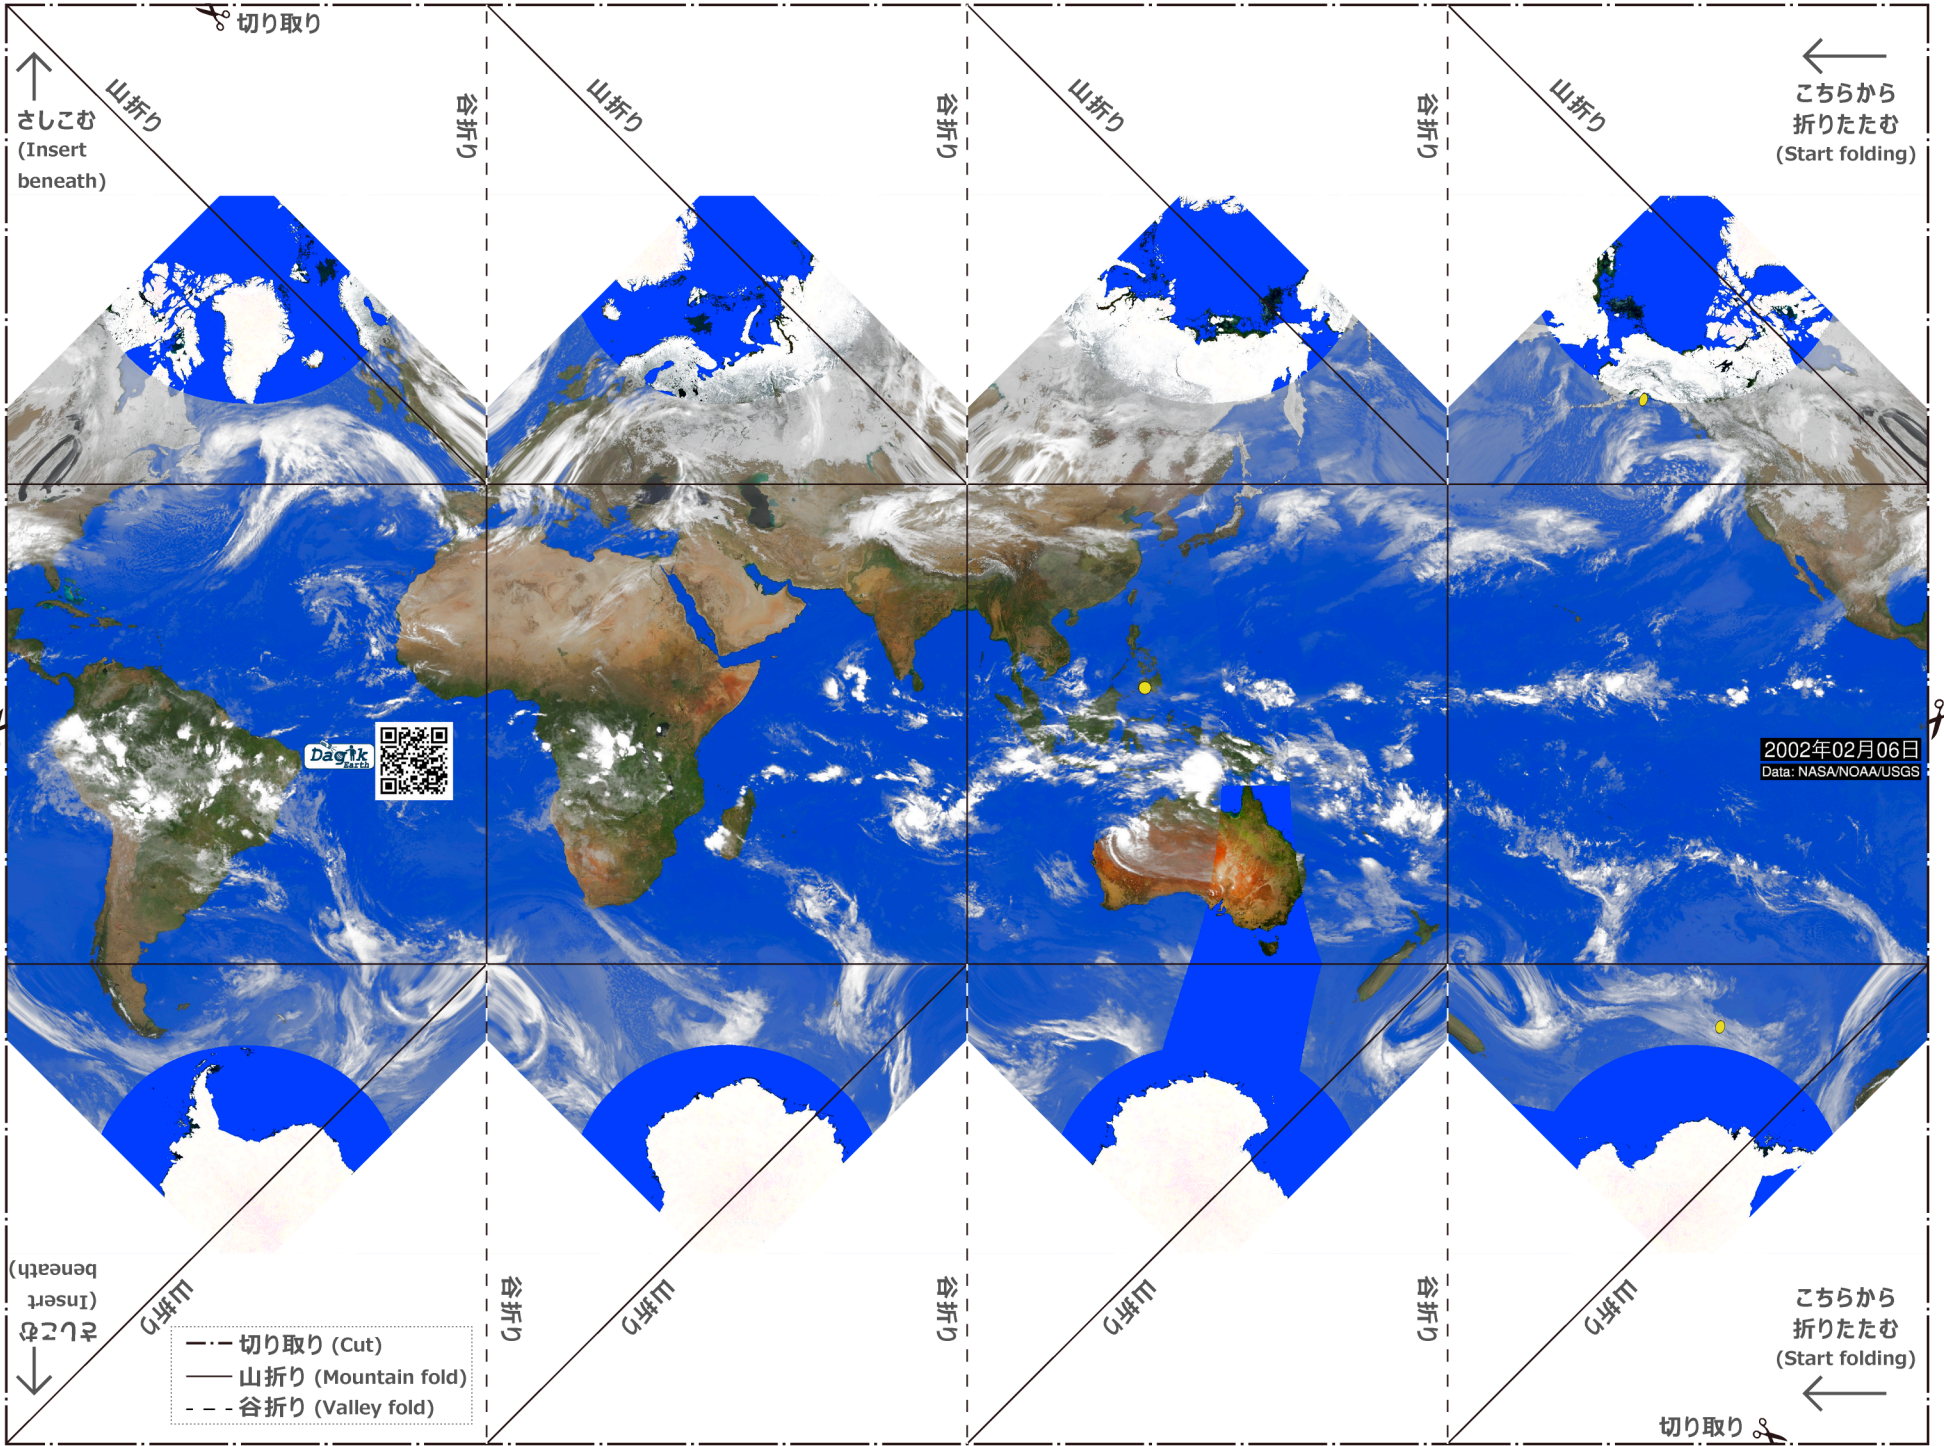 切り取り
山折り
谷折り
山折り
谷折り
山折り
谷折り
山折り
さしこむ
(Insert
beneath)
こちらから
折りたたむ
(Start folding)
Dagik
Earth
2002年02月06日
Data: NASA/NOAA/USGS
さしこむ
(Insert
beneath)
山折り
谷折り
山折り
谷折り
山折り
谷折り
山折り
こちらから
折りたたむ
(Start folding)
切り取り (Cut)
山折り (Mountain fold)
谷折り (Valley fold)
切り取り